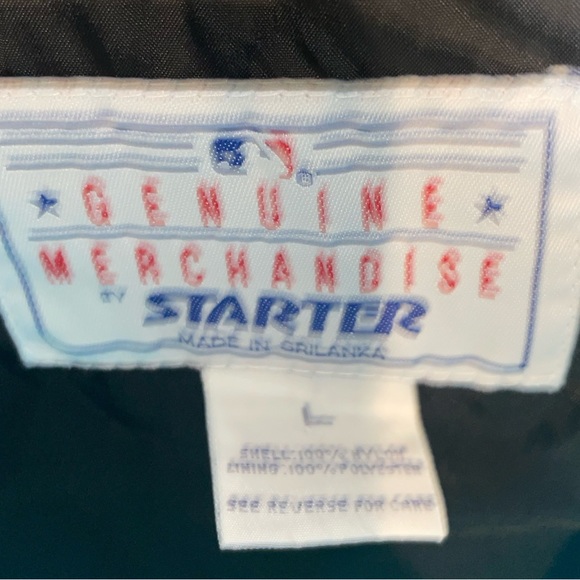 GENUINE
MERCHANDISE
BY STARTER
MADE IN SRILANKA
L
SHELL:100% NYLON
LINING:100% POLYESTER
SEE REVERSE FOR CARE